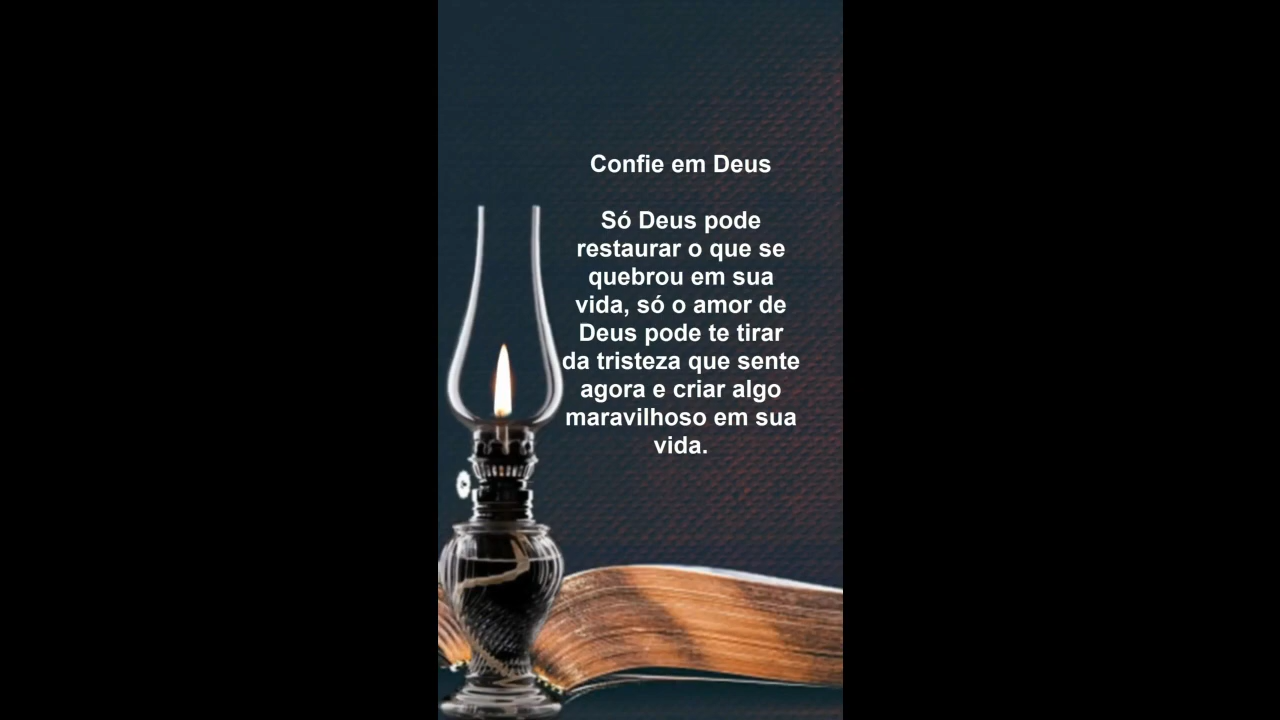 Confie em Deus
Só Deus pode
restaurar o que se
quebrou em sua
vida, só o amor de
Deus pode te tirar
da tristeza que sente
agora e criar algo
maravilhoso em sua
vida.